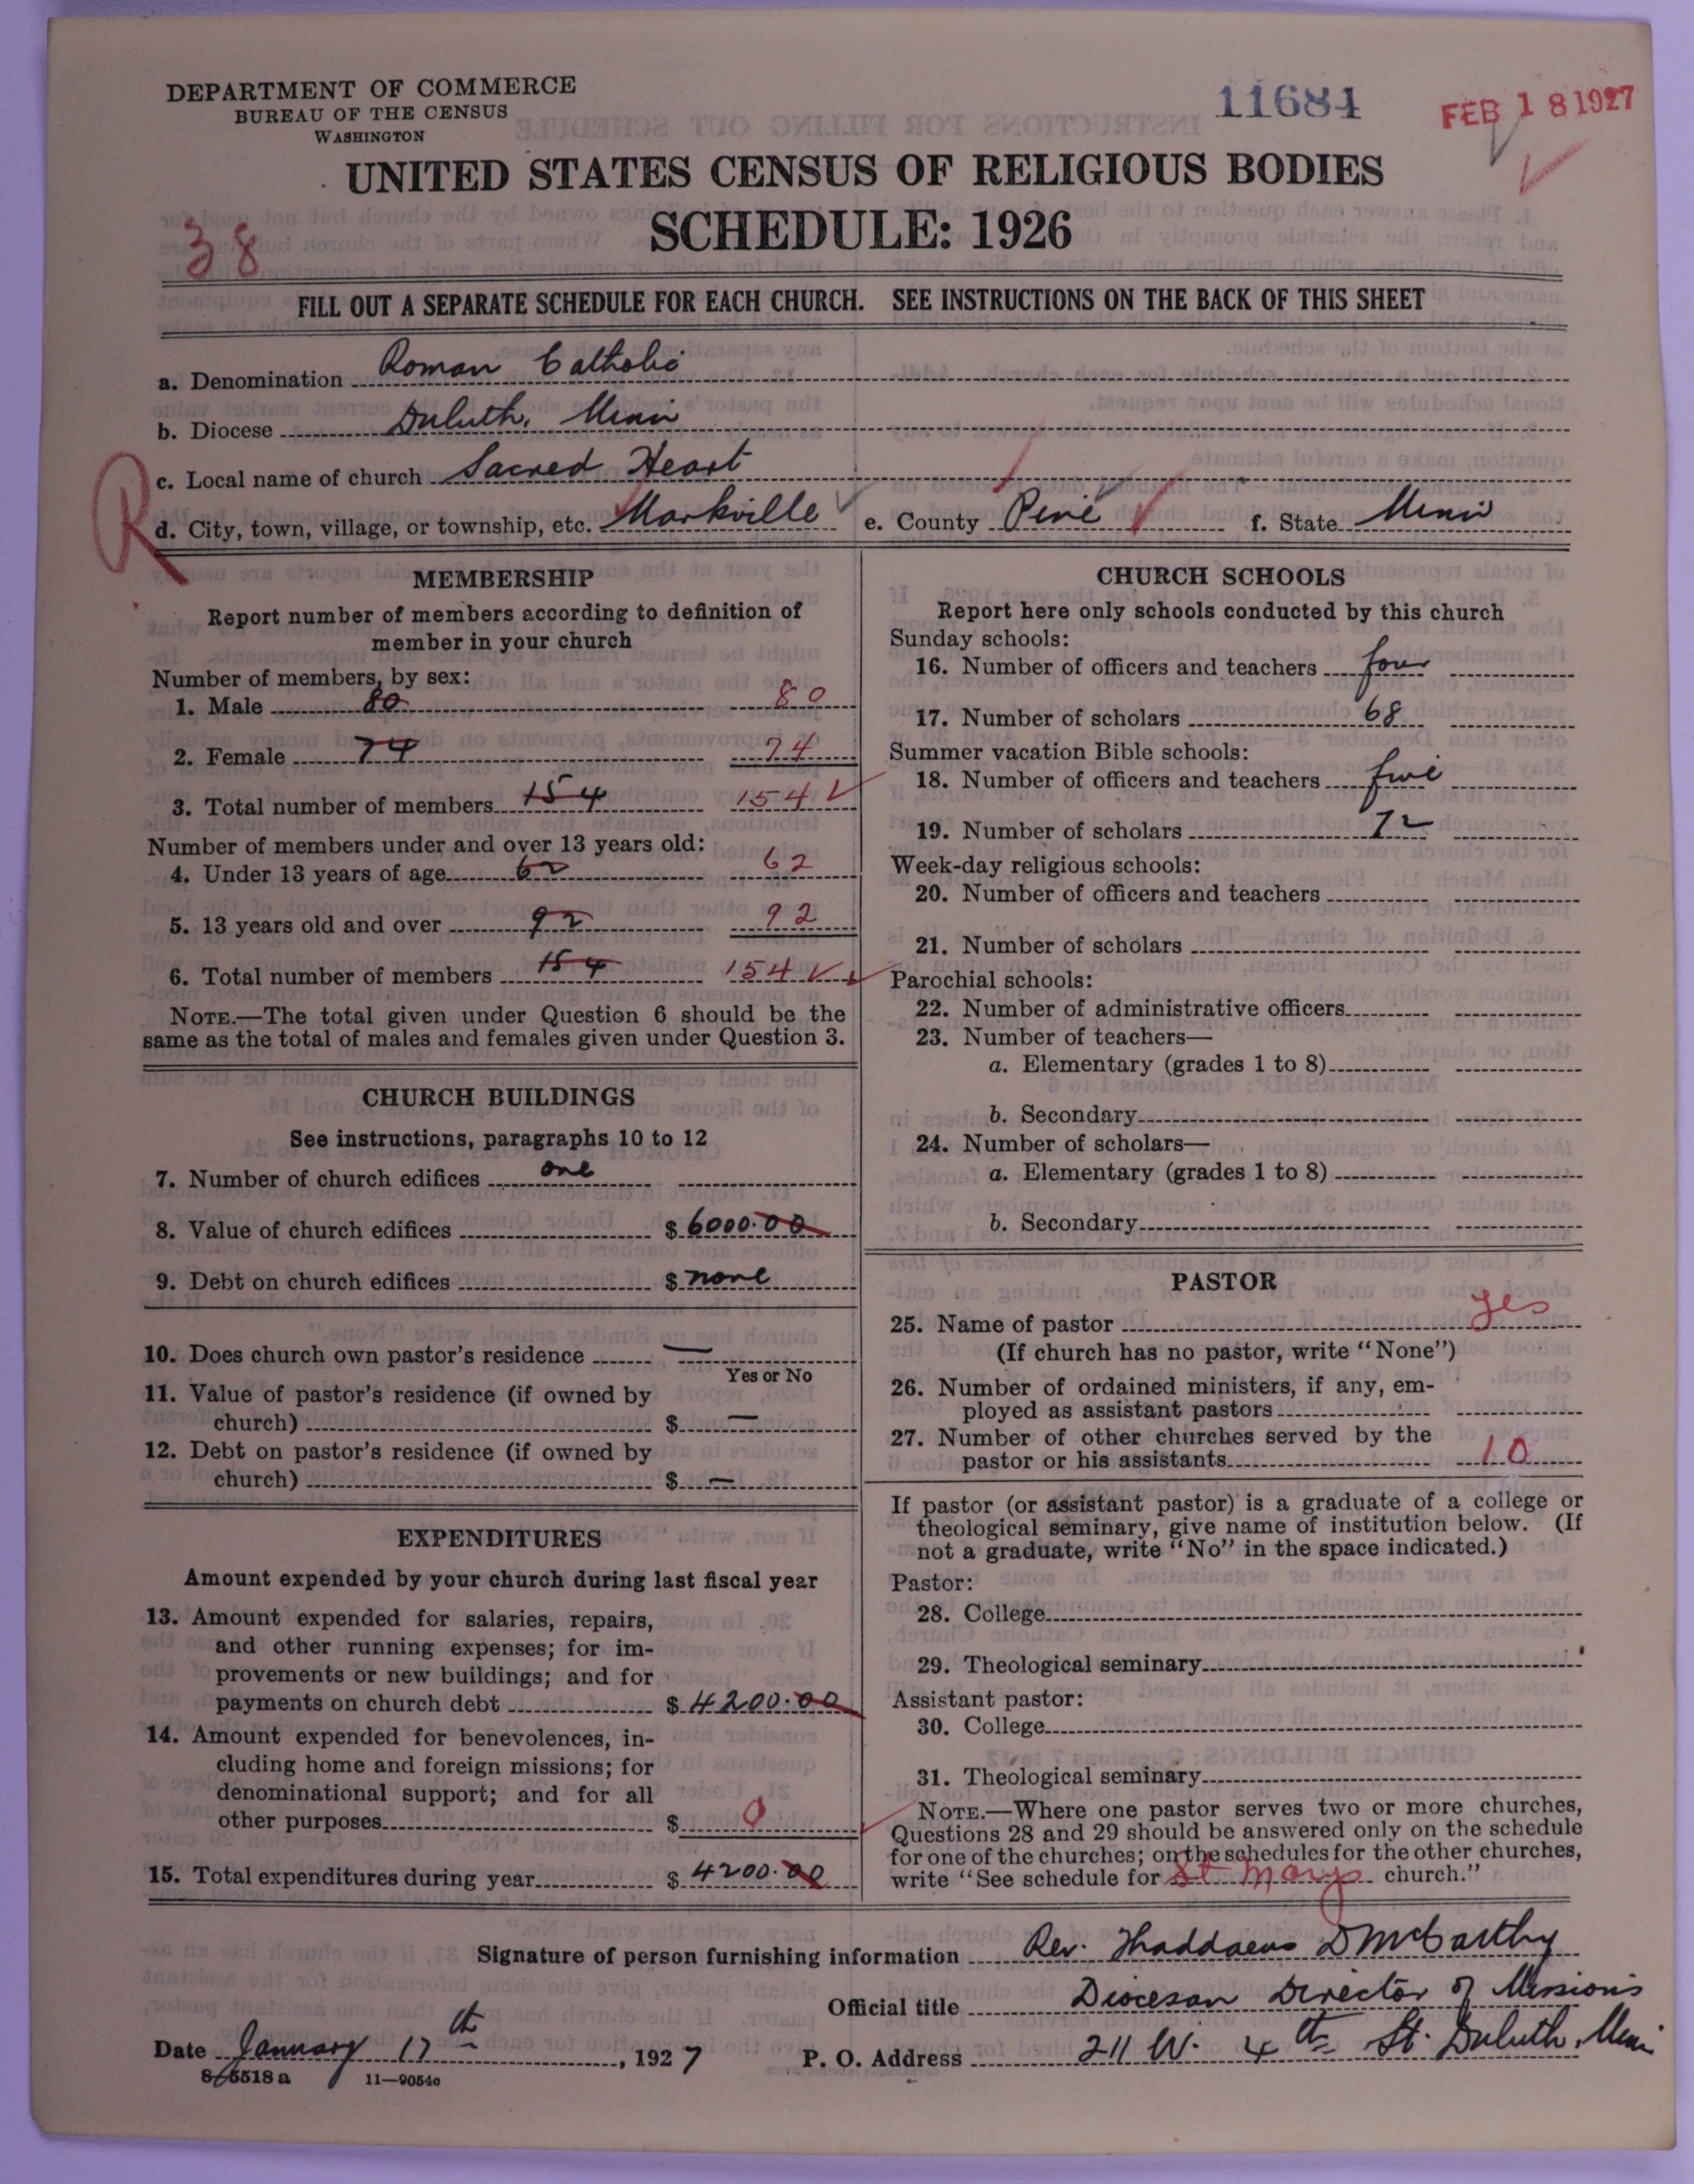 DEPARTMENT OF COMMERCE
BUREAU OF THE CENSUS
WASHINGTON
11684
FEB 18 1927
UNITED STATES CENSUS OF RELIGIOUS BODIES
SCHEDULE: 1926
38
FILL OUT A SEPARATE SCHEDULE FOR EACH CHURCH. SEE INSTRUCTIONS ON THE BACK OF THIS SHEET
a. Denomination Roman Catholic
b. Diocese Duluth, Minn
c. Local name of church Sacred Heart
R
d. City, town, village, or township, etc. Markville e. County Pine f. State Minn
MEMBERSHIP
Report number of members according to definition of
member in your church
Number of members, by sex:
1. Male 80 80
2. Female 74 74
3. Total number of members 154 154
Number of members under and over 13 years old:
4. Under 13 years of age 62 62
5. 13 years old and over 92 92
6. Total number of members 154 154
NOTE.—The total given under Question 6 should be the
same as the total of males and females given under Question 3.
CHURCH BUILDINGS
See instructions, paragraphs 10 to 12
7. Number of church edifices one
8. Value of church edifices $ 6000.00
9. Debt on church edifices $ none
10. Does church own pastor's residence —
Yes or No
11. Value of pastor's residence (if owned by
church) $ —
12. Debt on pastor's residence (if owned by
church) $ —
EXPENDITURES
Amount expended by your church during last fiscal year
13. Amount expended for salaries, repairs,
and other running expenses; for im-
provements or new buildings; and for
payments on church debt $ 4200.00
14. Amount expended for benevolences, in-
cluding home and foreign missions; for
denominational support; and for all
other purposes $ 0
15. Total expenditures during year $ 4200.00
CHURCH SCHOOLS
Report here only schools conducted by this church
Sunday schools:
16. Number of officers and teachers four
17. Number of scholars 68
Summer vacation Bible schools:
18. Number of officers and teachers five
19. Number of scholars 72
Week-day religious schools:
20. Number of officers and teachers
21. Number of scholars
Parochial schools:
22. Number of administrative officers
23. Number of teachers—
a. Elementary (grades 1 to 8)
b. Secondary
24. Number of scholars—
a. Elementary (grades 1 to 8)
b. Secondary
PASTOR
25. Name of pastor yes
(If church has no pastor, write "None")
26. Number of ordained ministers, if any, em-
ployed as assistant pastors
27. Number of other churches served by the
pastor or his assistants 10
If pastor (or assistant pastor) is a graduate of a college or
theological seminary, give name of institution below. (If
not a graduate, write "No" in the space indicated.)
Pastor:
28. College
29. Theological seminary
Assistant pastor:
30. College
31. Theological seminary
NOTE.—Where one pastor serves two or more churches,
Questions 28 and 29 should be answered only on the schedule
for one of the churches; on the schedules for the other churches,
write "See schedule for St Marys church."
Signature of person furnishing information Rev. Thaddaeus D McCarthy
Official title Diocesan Director of Missions
Date January 17th, 1927 P. O. Address 211 W. 4th St. Duluth, Minn
8-5518a 11—9054c